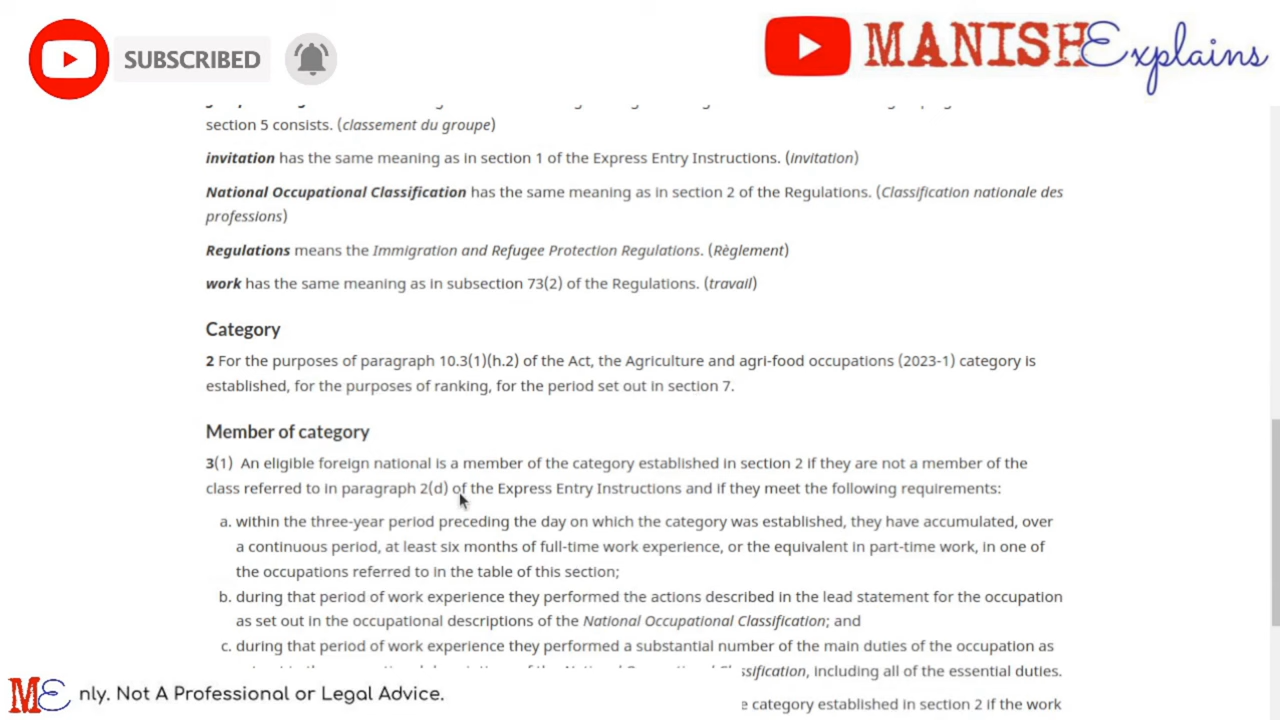 SUBSCRIBED
MANISH Explains
section 5 consists. (classement du groupe)
invitation has the same meaning as in section 1 of the Express Entry Instructions. (invitation)
National Occupational Classification has the same meaning as in section 2 of the Regulations. (Classification nationale des
professions)
Regulations means the Immigration and Refugee Protection Regulations. (Règlement)
work has the same meaning as in subsection 73(2) of the Regulations. (travail)
Category
2 For the purposes of paragraph 10.3(1)(h.2) of the Act, the Agriculture and agri-food occupations (2023-1) category is
established, for the purposes of ranking, for the period set out in section 7.
Member of category
3(1) An eligible foreign national is a member of the category established in section 2 if they are not a member of the
class referred to in paragraph 2(d) of the Express Entry Instructions and if they meet the following requirements:
a. within the three-year period preceding the day on which the category was established, they have accumulated, over
a continuous period, at least six months of full-time work experience, or the equivalent in part-time work, in one of
the occupations referred to in the table of this section;
b. during that period of work experience they performed the actions described in the lead statement for the occupation
as set out in the occupational descriptions of the National Occupational Classification; and
c. during that period of work experience they performed a substantial number of the main duties of the occupation as
ssification, including all of the essential duties.
ME nly. Not A Professional or Legal Advice.
e category established in section 2 if the work